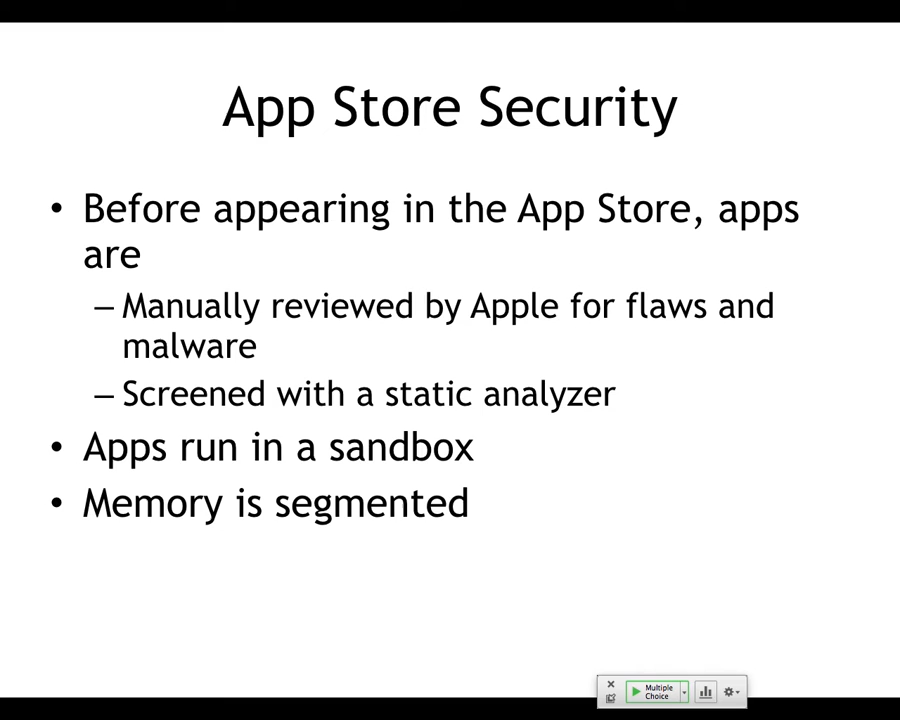 App Store Security
• Before appearing in the App Store, apps
are
– Manually reviewed by Apple for flaws and
malware
– Screened with a static analyzer
• Apps run in a sandbox
• Memory is segmented
Multiple
Choice